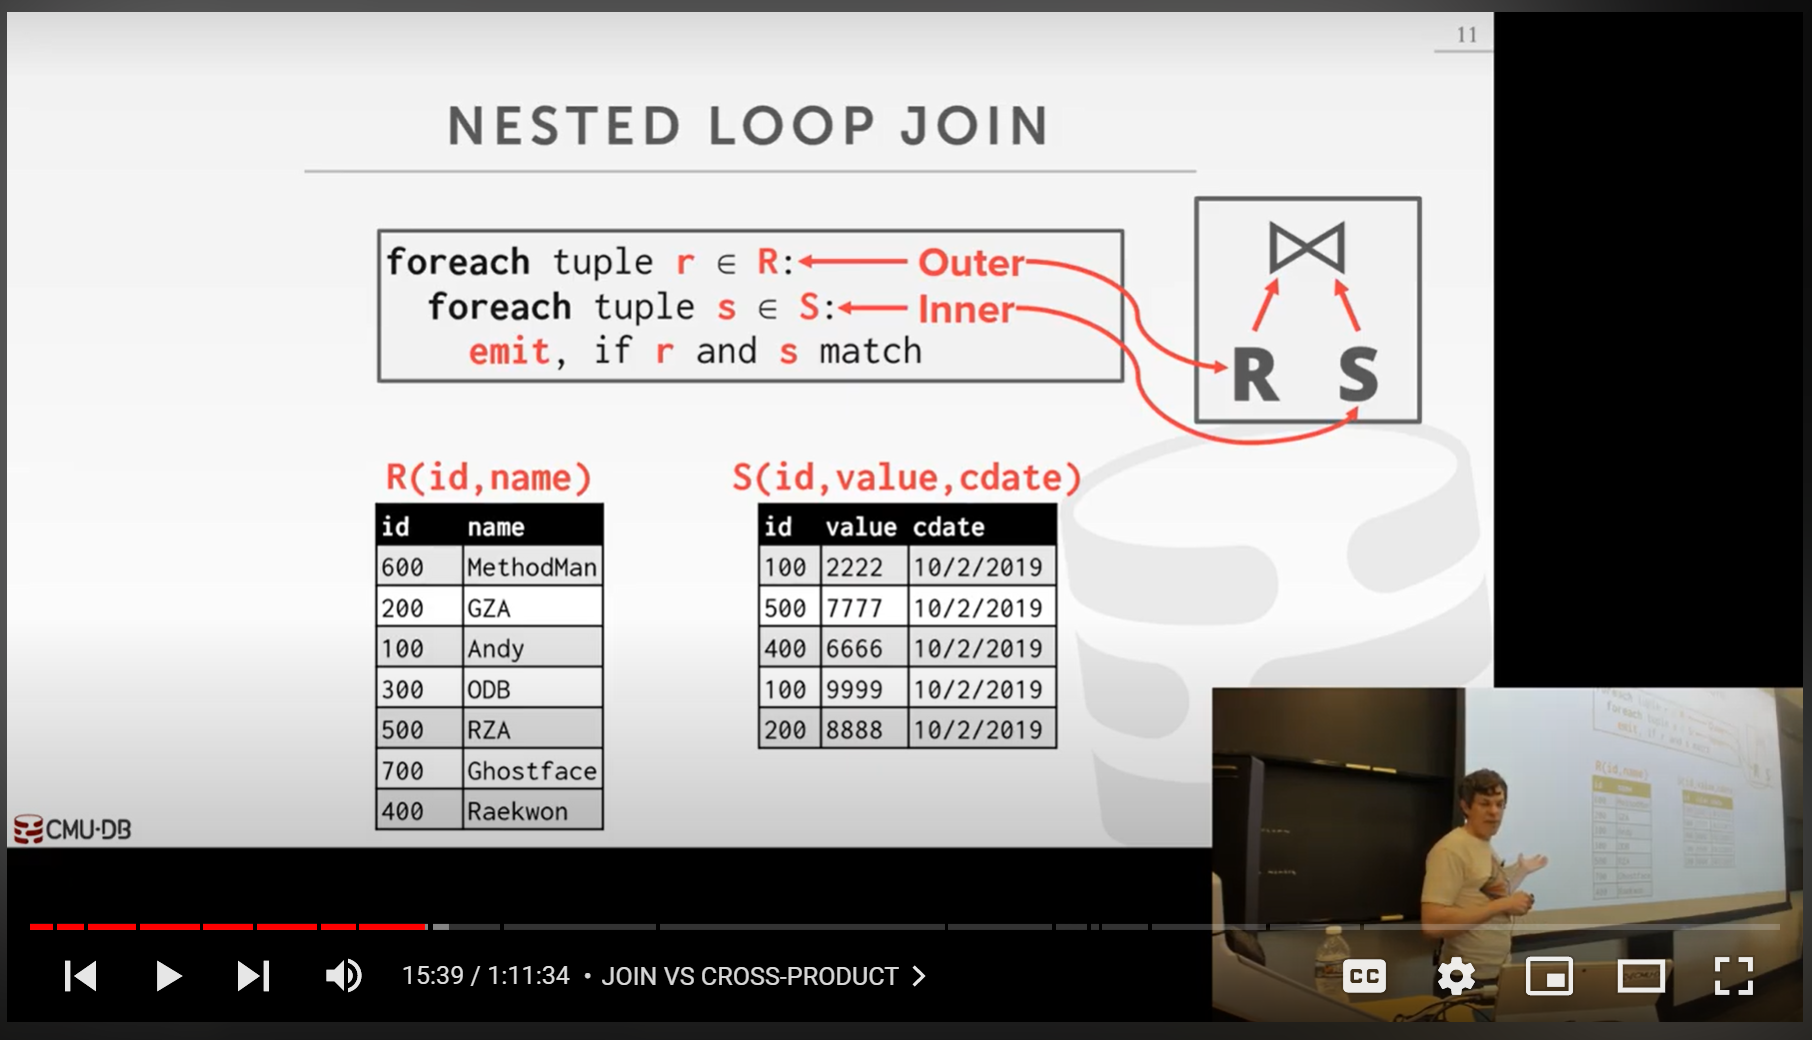 11
NESTED LOOP JOIN
foreach tuple r ∈ R: Outer
foreach tuple s ∈ S: Inner
emit, if r and s match
⋈
R S
R(id,name)
id name
600 MethodMan
200 GZA
100 Andy
300 ODB
500 RZA
700 Ghostface
400 Raekwon
S(id,value,cdate)
id value cdate
100 2222 10/2/2019
500 7777 10/2/2019
400 6666 10/2/2019
100 9999 10/2/2019
200 8888 10/2/2019
CMU·DB
R(id,name)
15:39 / 1:11:34 • JOIN VS CROSS-PRODUCT
CC